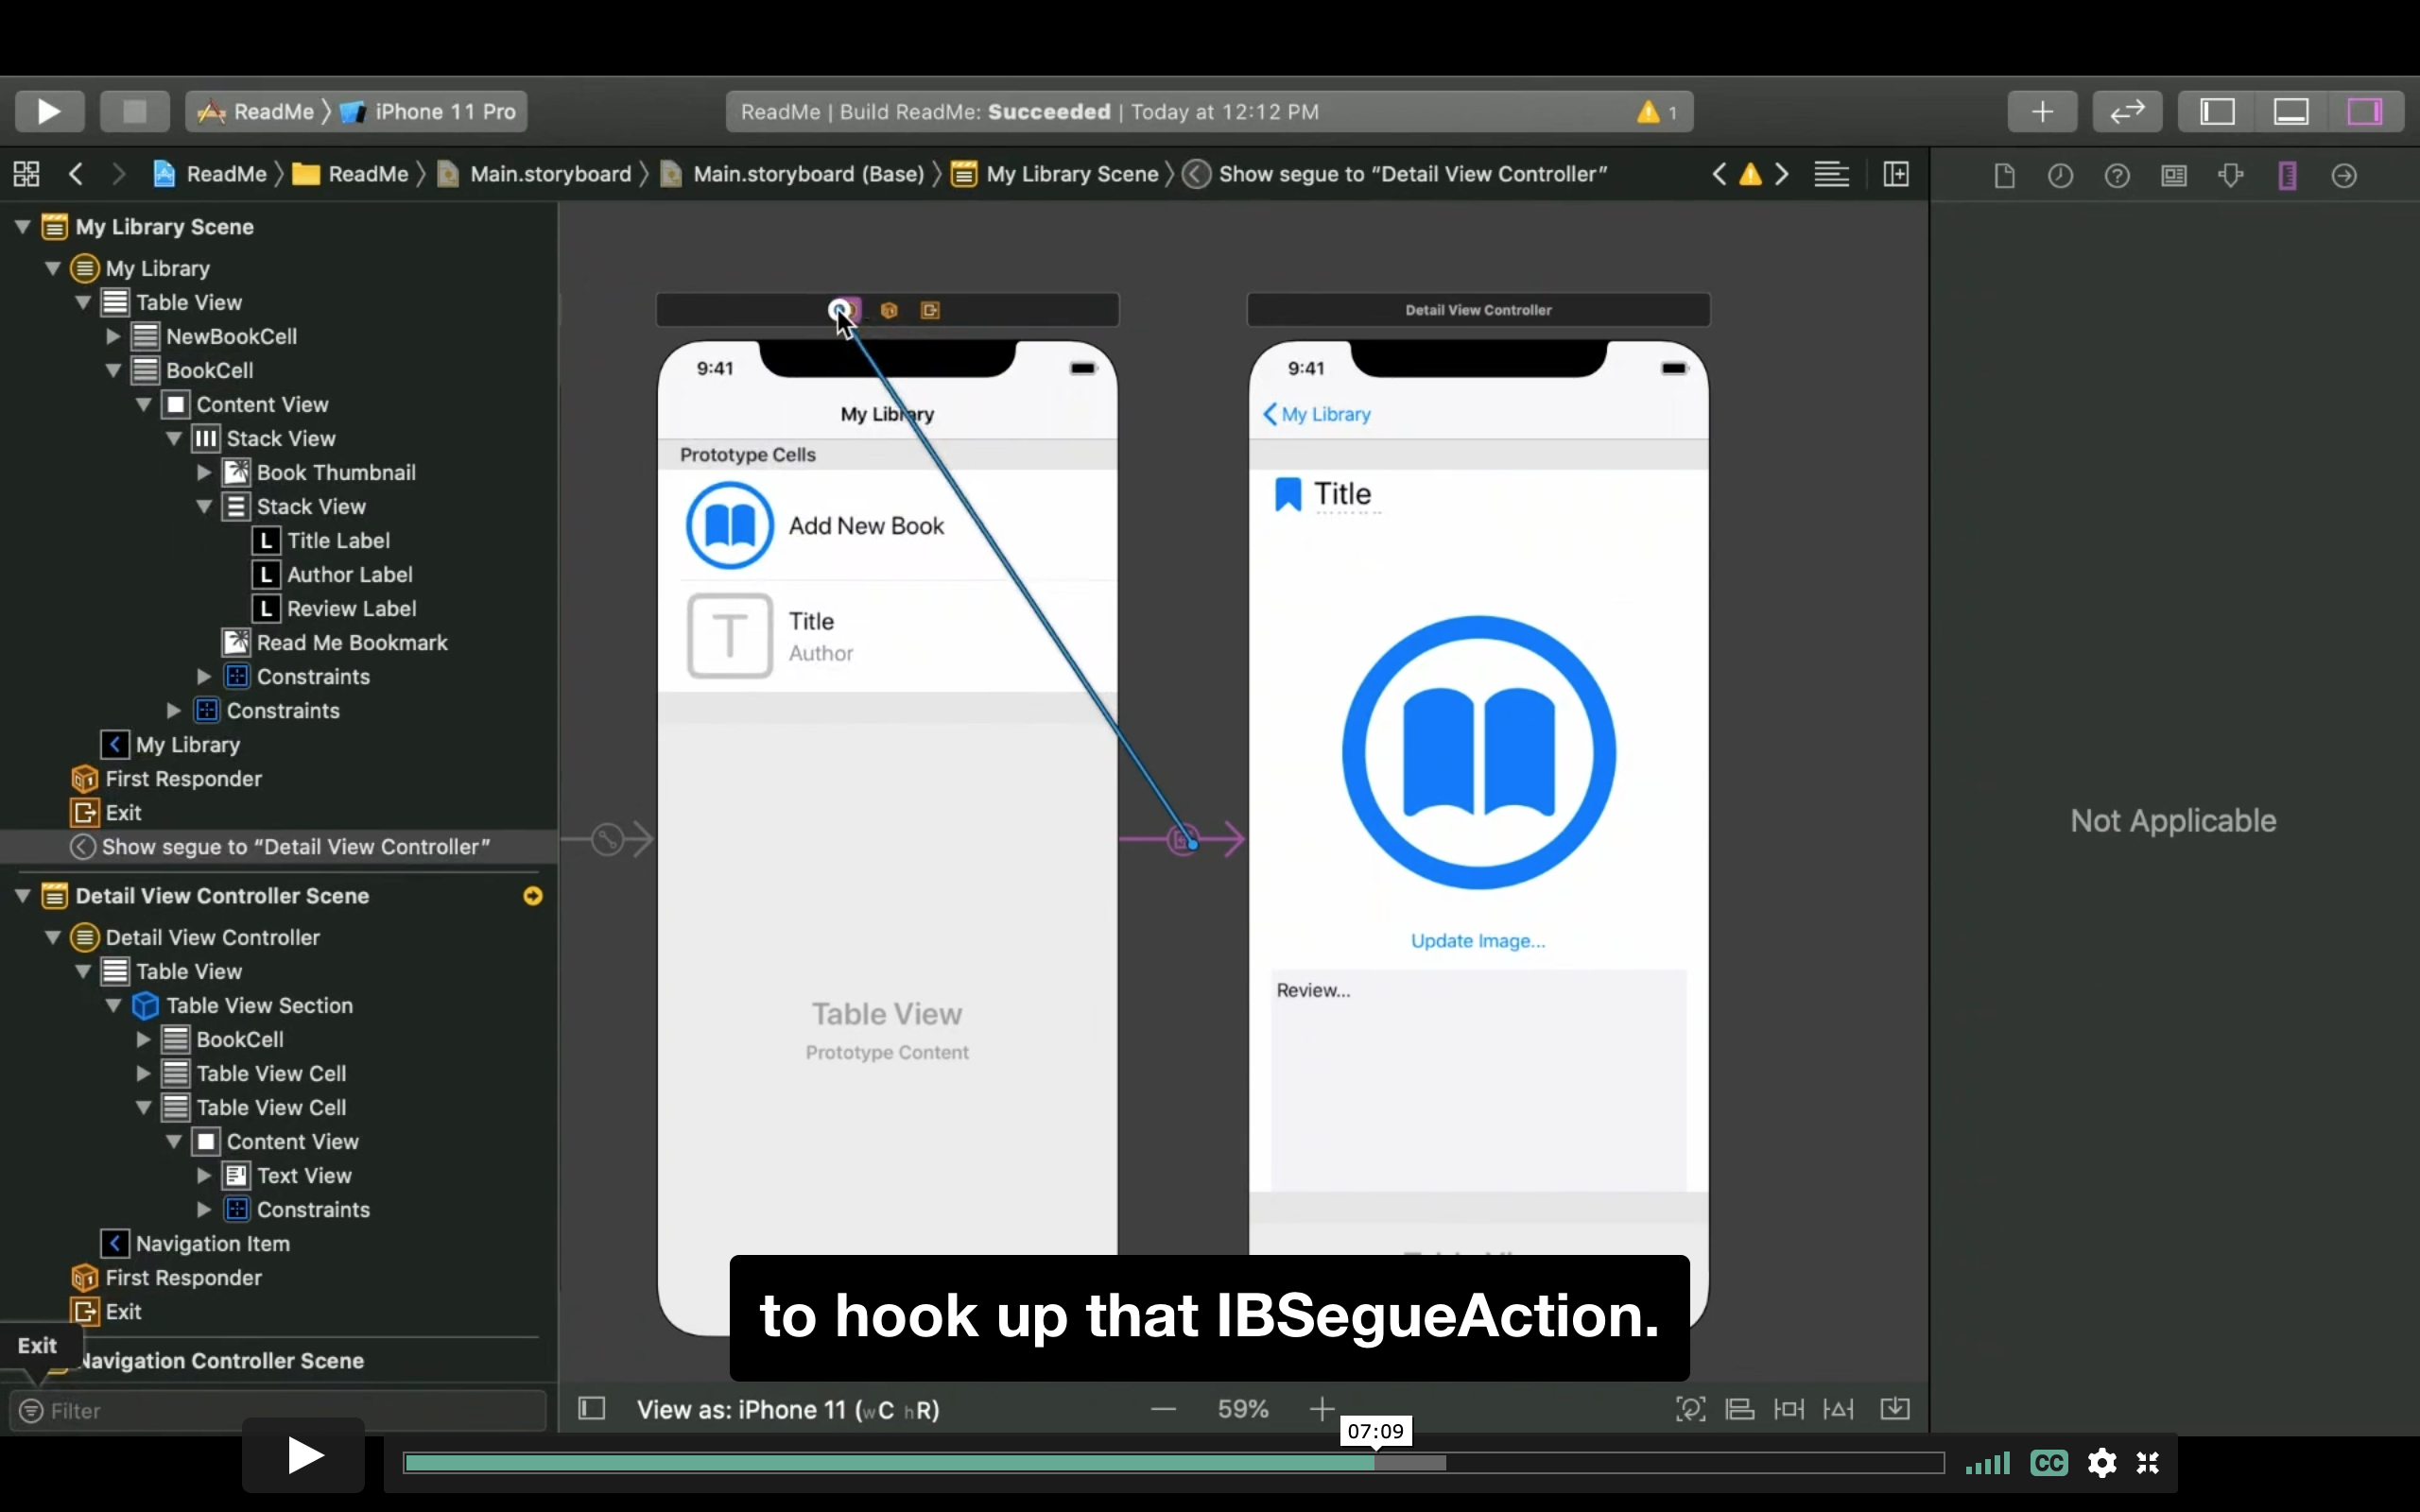 ReadMe 〉 iPhone 11 Pro
ReadMe | Build ReadMe: Succeeded | Today at 12:12 PM
1
ReadMe 〉 ReadMe 〉 Main.storyboard 〉 Main.storyboard (Base) 〉 My Library Scene 〉 Show segue to “Detail View Controller”
My Library Scene
My Library
Table View
NewBookCell
BookCell
Content View
Stack View
Book Thumbnail
Stack View
L Title Label
L Author Label
L Review Label
Read Me Bookmark
Constraints
Constraints
My Library
First Responder
Exit
Show segue to “Detail View Controller”
Detail View Controller Scene
Detail View Controller
Table View
Table View Section
BookCell
Table View Cell
Table View Cell
Content View
Text View
Constraints
Navigation Item
First Responder
Exit
Exit
Navigation Controller Scene
Filter
9:41
My Library
Prototype Cells
Add New Book
T
Title
Author
Table View
Prototype Content
Detail View Controller
9:41
My Library
Title
Update Image...
Review...
Not Applicable
to hook up that IBSegueAction.
View as: iPhone 11 (wC hR)
59%
07:09
CC